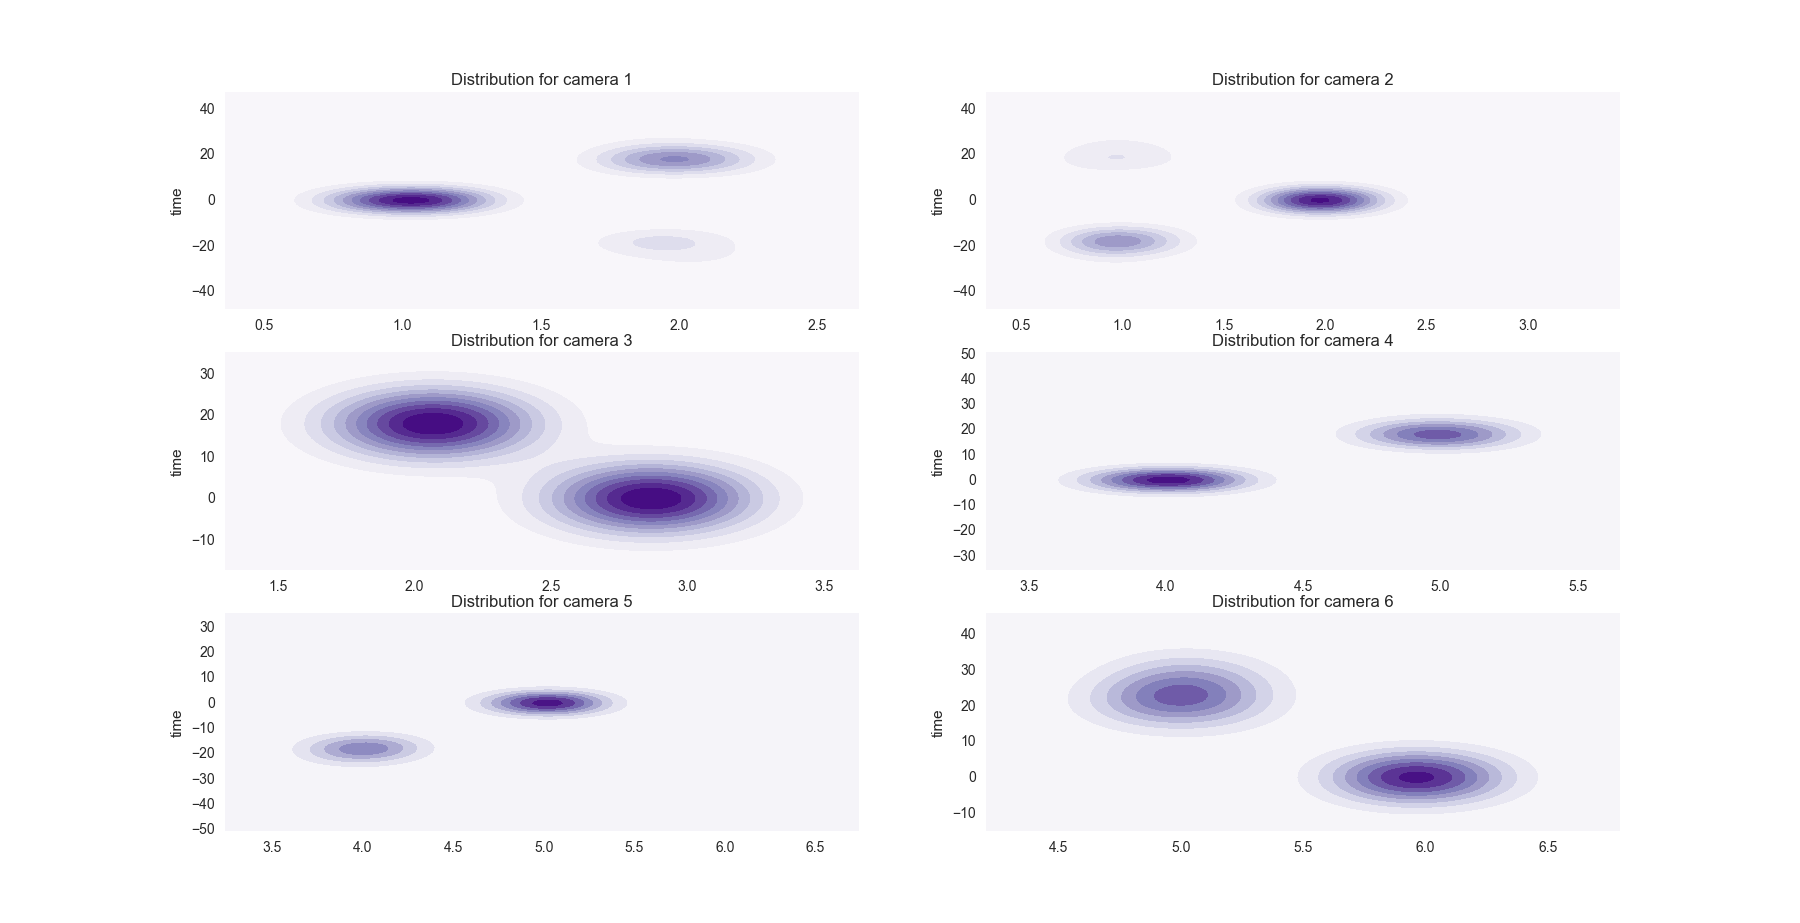 Distribution for camera 1
time
40
20
0
−20
−40
0.5 1.0 1.5 2.0 2.5
Distribution for camera 2
time
40
20
0
−20
−40
0.5 1.0 1.5 2.0 2.5 3.0
Distribution for camera 3
time
30
20
10
0
−10
1.5 2.0 2.5 3.0 3.5
Distribution for camera 4
time
50
40
30
20
10
0
−10
−20
−30
3.5 4.0 4.5 5.0 5.5
Distribution for camera 5
time
30
20
10
0
−10
−20
−30
−40
−50
3.5 4.0 4.5 5.0 5.5 6.0 6.5
Distribution for camera 6
time
40
30
20
10
0
−10
4.5 5.0 5.5 6.0 6.5